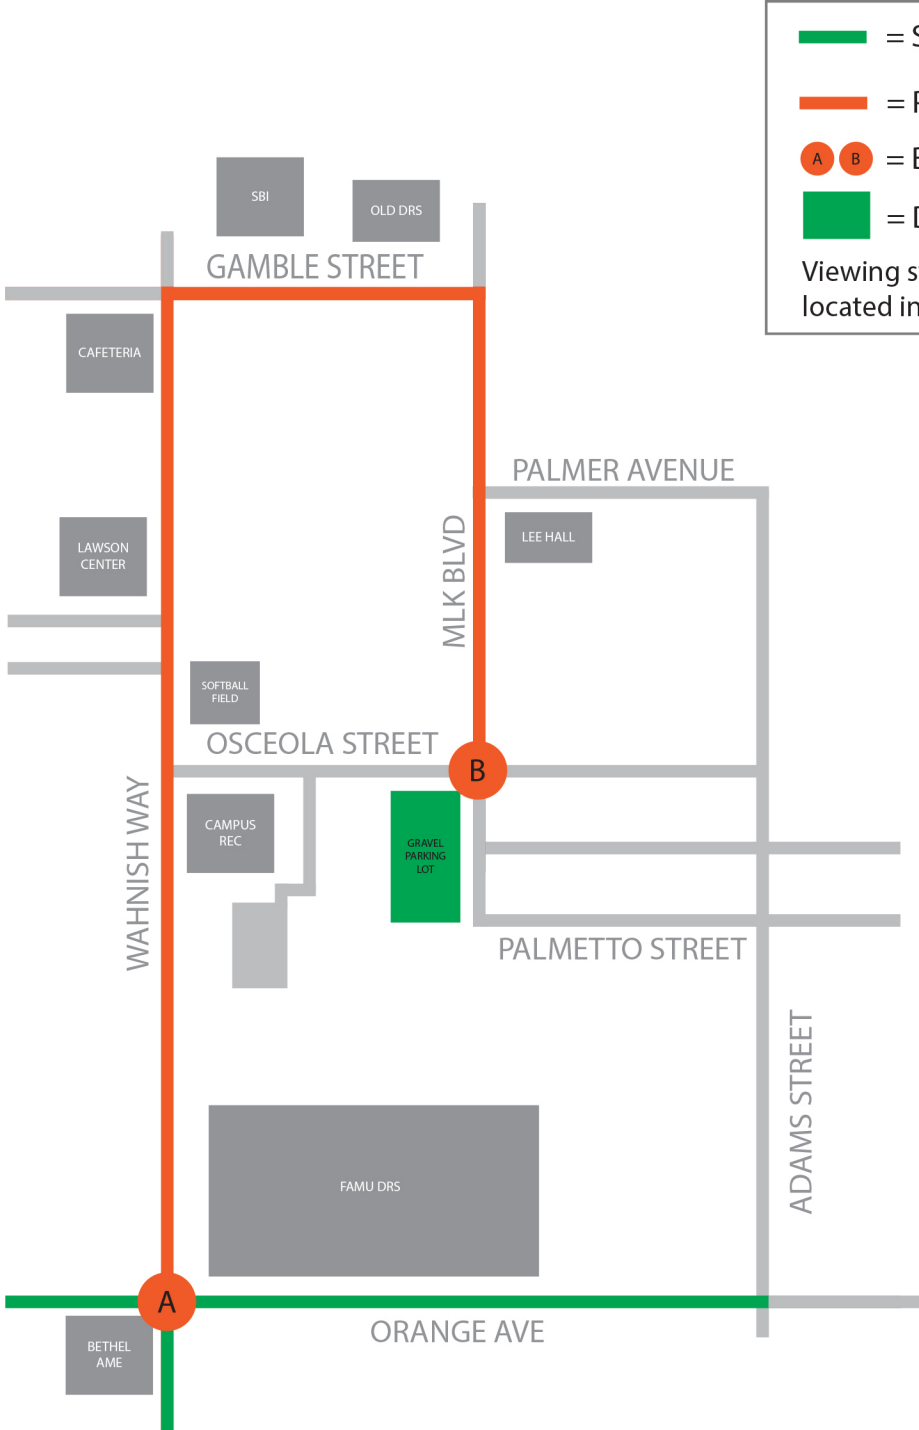 = S
= P
A B = E
= D
Viewing s
located in
SBI
OLD DRS
GAMBLE STREET
CAFETERIA
PALMER AVENUE
LAWSON
CENTER
MLK BLVD
LEE HALL
SOFTBALL
FIELD
OSCEOLA STREET
B
WAHNISH WAY
CAMPUS
REC
GRAVEL
PARKING
LOT
PALMETTO STREET
ADAMS STREET
FAMU DRS
A
ORANGE AVE
BETHEL
AME